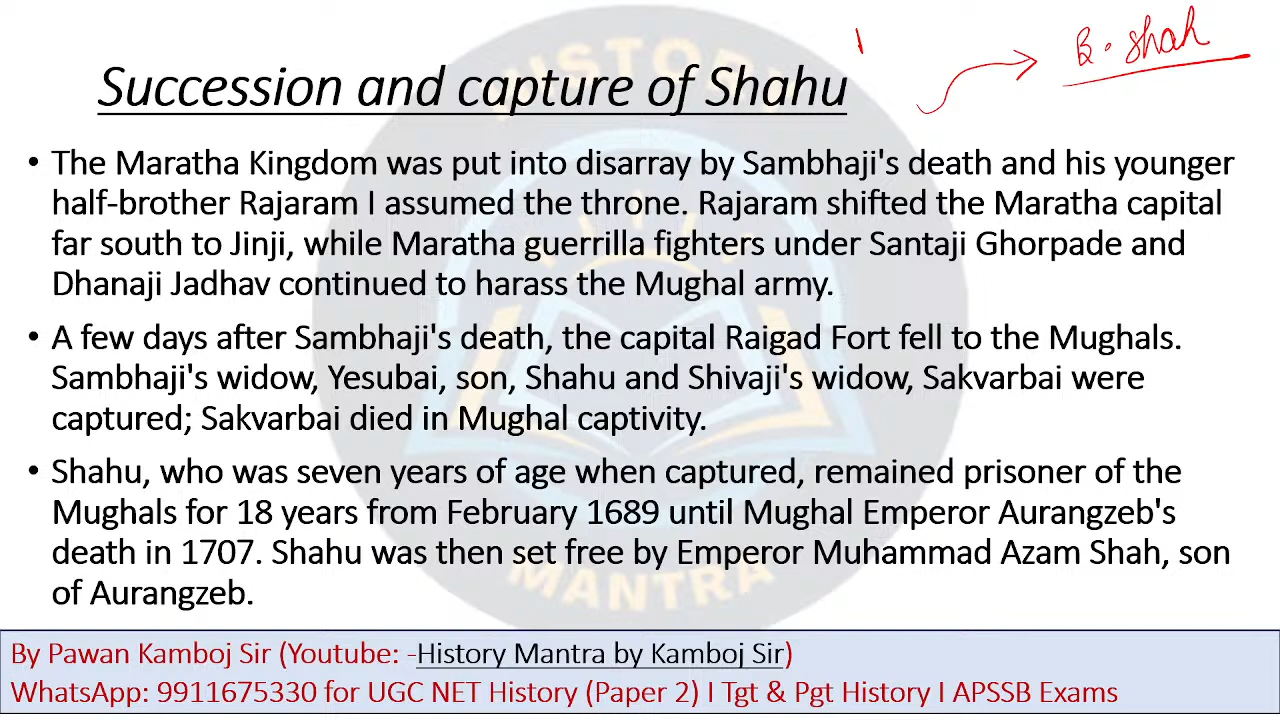 Succession and capture of Shahu
B. Shah
• The Maratha Kingdom was put into disarray by Sambhaji's death and his younger
half-brother Rajaram I assumed the throne. Rajaram shifted the Maratha capital
far south to Jinji, while Maratha guerrilla fighters under Santaji Ghorpade and
Dhanaji Jadhav continued to harass the Mughal army.
• A few days after Sambhaji's death, the capital Raigad Fort fell to the Mughals.
Sambhaji's widow, Yesubai, son, Shahu and Shivaji's widow, Sakvarbai were
captured; Sakvarbai died in Mughal captivity.
• Shahu, who was seven years of age when captured, remained prisoner of the
Mughals for 18 years from February 1689 until Mughal Emperor Aurangzeb's
death in 1707. Shahu was then set free by Emperor Muhammad Azam Shah, son
of Aurangzeb.
HISTORY
MANTRA
By Pawan Kamboj Sir (Youtube: -History Mantra by Kamboj Sir)
WhatsApp: 9911675330 for UGC NET History (Paper 2) I Tgt & Pgt History I APSSB Exams